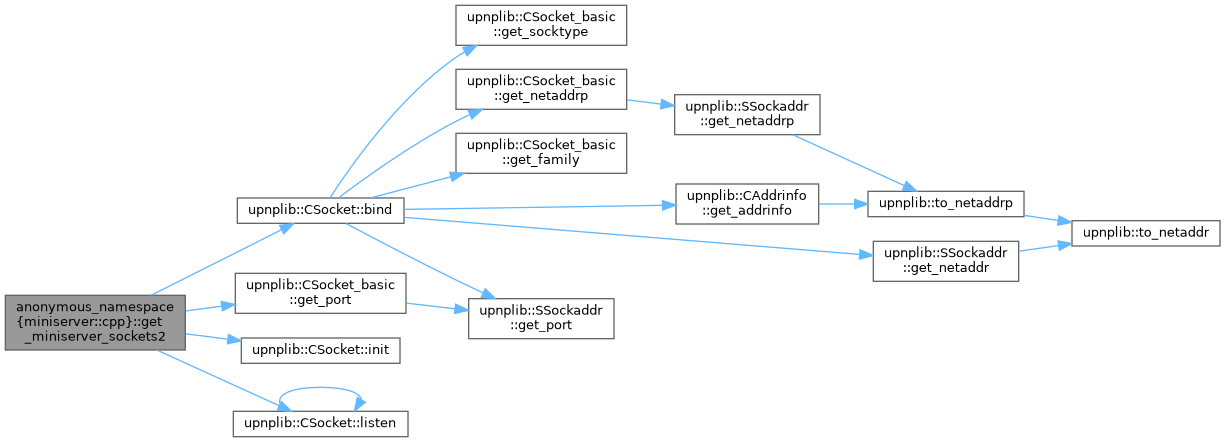 upnplib::CSocket_basic
::get_socktype
upnplib::CSocket_basic
::get_netaddrp
upnplib::SSockaddr
::get_netaddrp
upnplib::CSocket_basic
::get_family
upnplib::CSocket::bind
upnplib::CAddrinfo
::get_addrinfo
upnplib::to_netaddrp
upnplib::to_netaddr
upnplib::SSockaddr
::get_netaddr
upnplib::CSocket_basic
::get_port
anonymous_namespace
{miniserver::cpp}::get
_miniserver_sockets2
upnplib::SSockaddr
::get_port
upnplib::CSocket::init
upnplib::CSocket::listen